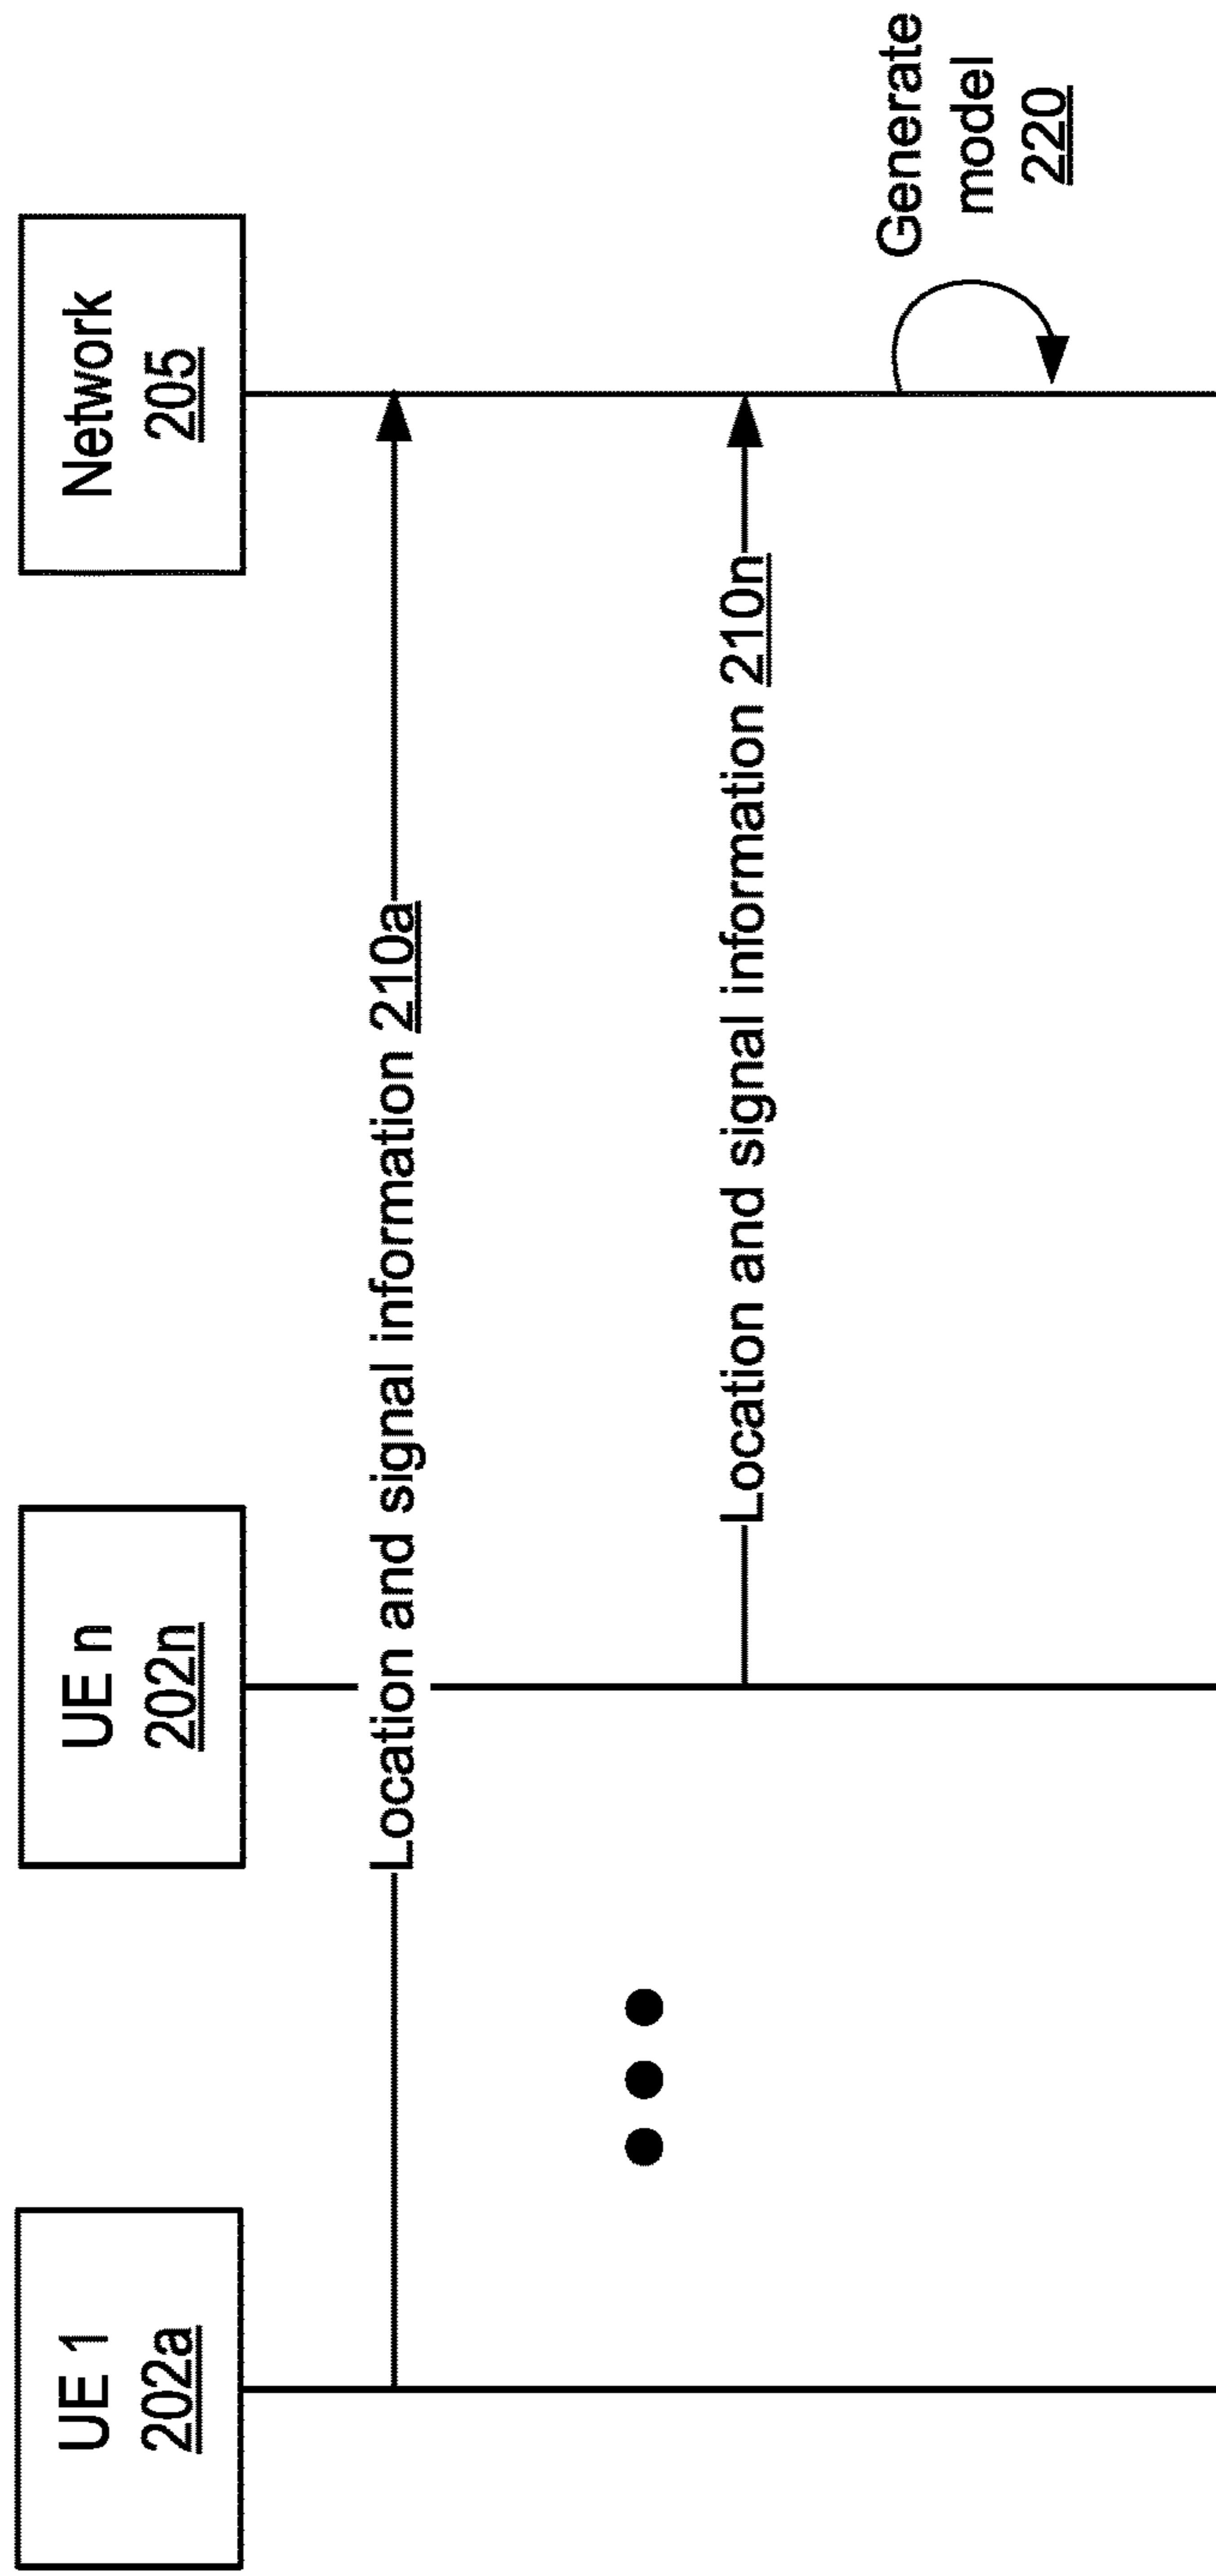 UE 1
202a
UE n
202n
Network
205
Location and signal information 210a
Location and signal information 210n
Generate
model
220